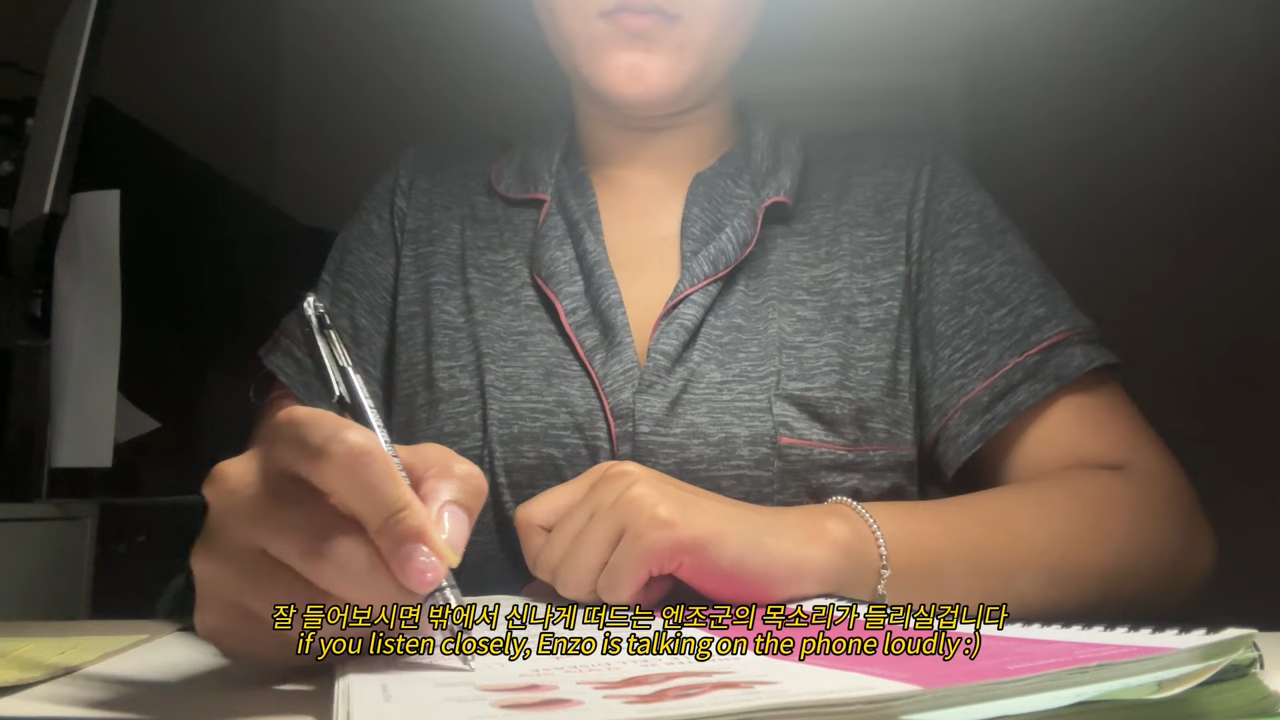 잘 들어보시면 밖에서 신나게 떠드는 엔조군의 목소리가 들리실겁니다
if you listen closely, Enzo is talking on the phone loudly :)